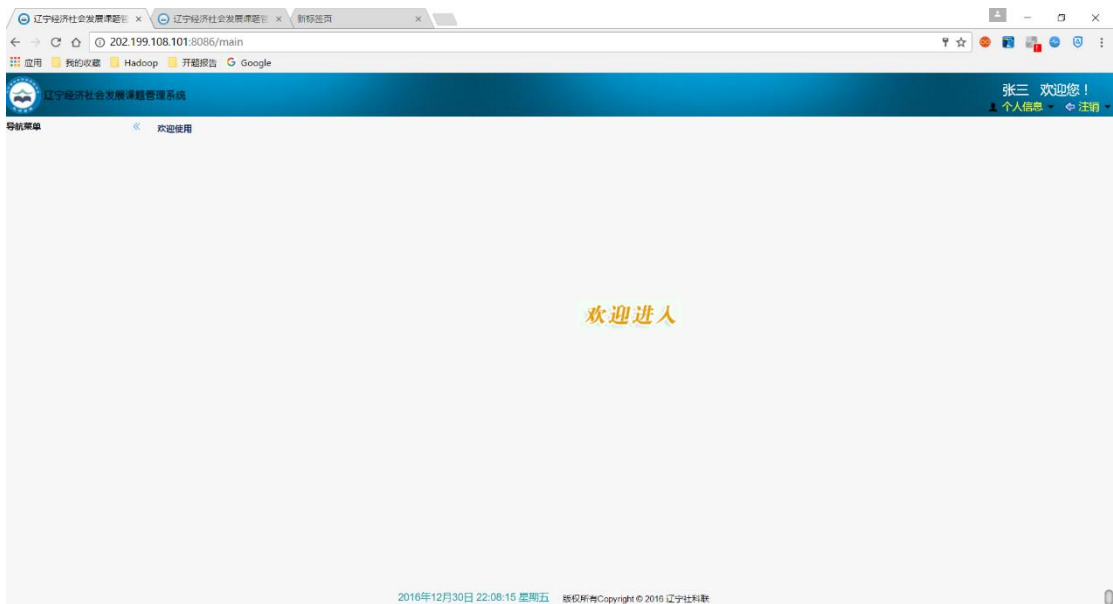 辽宁经济社会发展课题管 辽宁经济社会发展课题管 新标签页
202.199.108.101:8086/main
应用 我的收藏 Hadoop 开题报告 Google
辽宁经济社会发展课题管理系统
张三 欢迎您！
个人信息 注销
导航菜单 欢迎使用
欢迎进入
2016年12月30日 22:08:15 星期五 版权所有Copyright © 2016 辽宁社科联